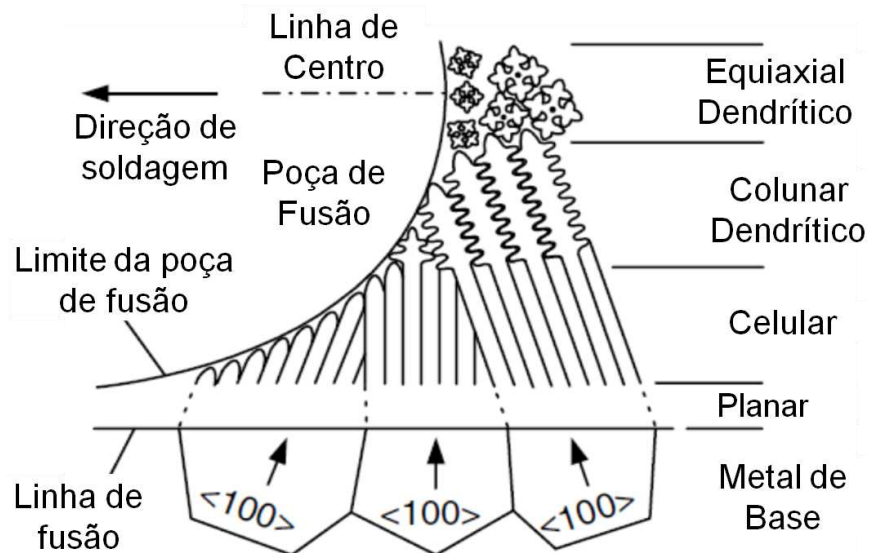 Linha de
Centro
Direção de
soldagem
Poça de
Fusão
Limite da poça
de fusão
Linha de
fusão
Equiaxial
Dendrítico
Colunar
Dendrítico
Celular
Planar
Metal de
Base
<100>
<100>
<100>